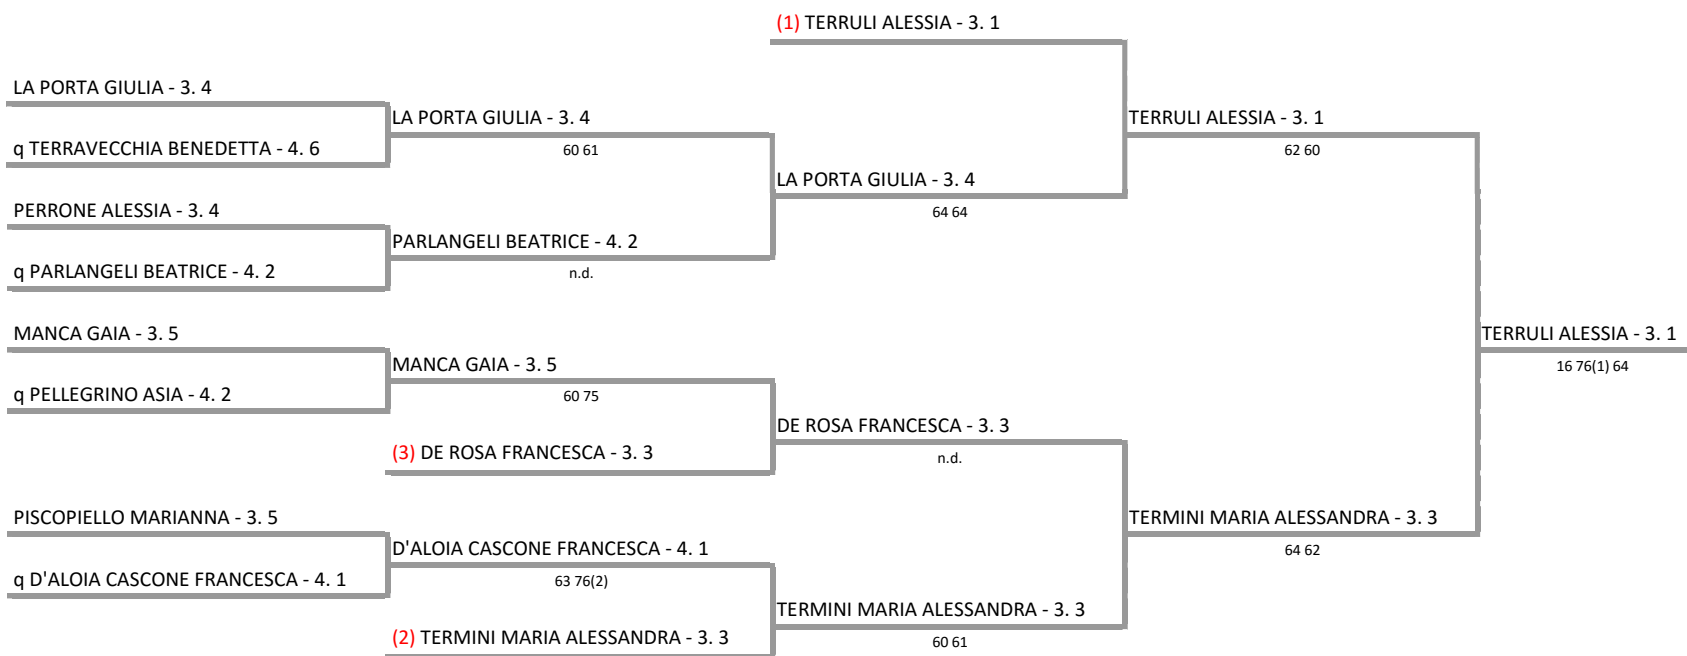 (1) TERRULI ALESSIA - 3. 1
LA PORTA GIULIA - 3. 4
LA PORTA GIULIA - 3. 4
TERRULI ALESSIA - 3. 1
q TERRAVECCHIA BENEDETTA - 4. 6
60 61
62 60
LA PORTA GIULIA - 3. 4
PERRONE ALESSIA - 3. 4
64 64
PARLANGELI BEATRICE - 4. 2
q PARLANGELI BEATRICE - 4. 2
n.d.
MANCA GAIA - 3. 5
TERRULI ALESSIA - 3. 1
MANCA GAIA - 3. 5
16 76(1) 64
q PELLEGRINO ASIA - 4. 2
60 75
DE ROSA FRANCESCA - 3. 3
(3) DE ROSA FRANCESCA - 3. 3
n.d.
PISCOPIELLO MARIANNA - 3. 5
TERMINI MARIA ALESSANDRA - 3. 3
D'ALOIA CASCONE FRANCESCA - 4. 1
64 62
q D'ALOIA CASCONE FRANCESCA - 4. 1
63 76(2)
TERMINI MARIA ALESSANDRA - 3. 3
(2) TERMINI MARIA ALESSANDRA - 3. 3
60 61